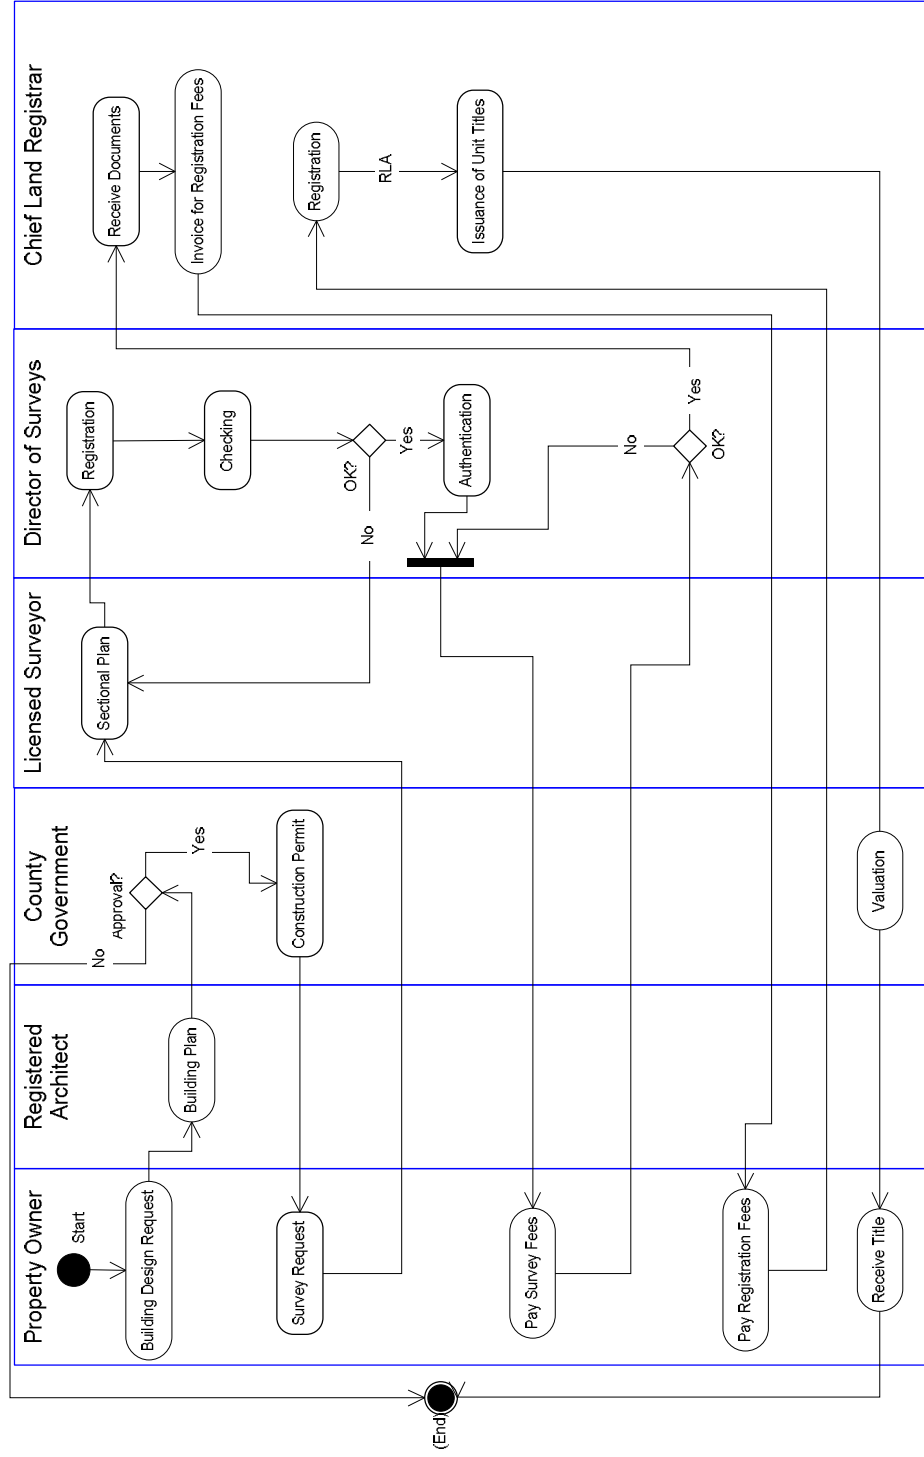 Property Owner
Start
Building Design Request
Survey Request
Pay Survey Fees
Pay Registration Fees
Receive Title
(End)
Registered
Architect
Building Plan
County
Government
Approval?
No
Yes
Construction Permit
Valuation
Licensed Surveyor
Sectional Plan
Director of Surveys
Registration
Checking
OK?
No
Yes
Authentication
No
OK?
Yes
Chief Land Registrar
Receive Documents
Invoice for Registration Fees
Registration
RLA
Issuance of Unit Titles